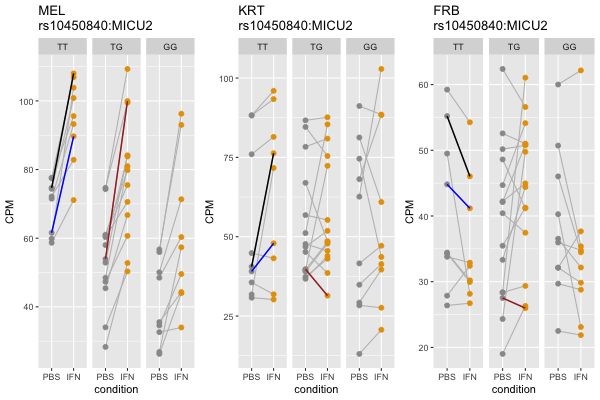 MEL
rs10450840:MICU2
TT TG GG
CPM
100
80
60
40
PBS IFN PBS IFN PBS IFN
condition
KRT
rs10450840:MICU2
TT TG GG
CPM
100
75
50
25
PBS IFN PBS IFN PBS IFN
condition
FRB
rs10450840:MICU2
TT TG GG
CPM
60
50
40
30
20
PBS IFN PBS IFN PBS IFN
condition